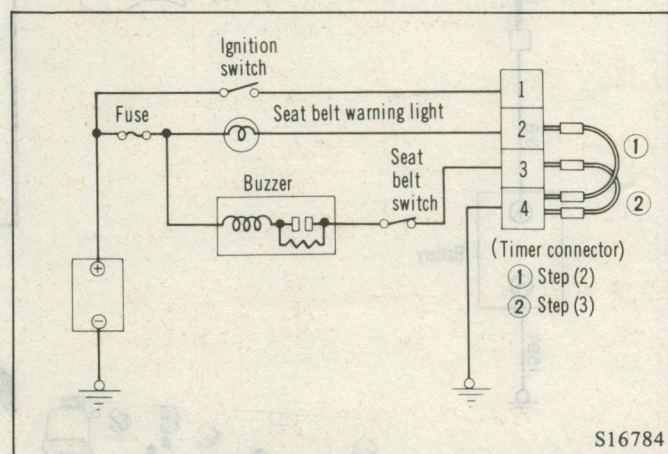 Ignition
switch
1
Fuse
Seat belt warning light
2
①
Seat
belt
switch
3
Buzzer
②
4
(Timer connector)
① Step (2)
② Step (3)
⊕
⊖
S16784